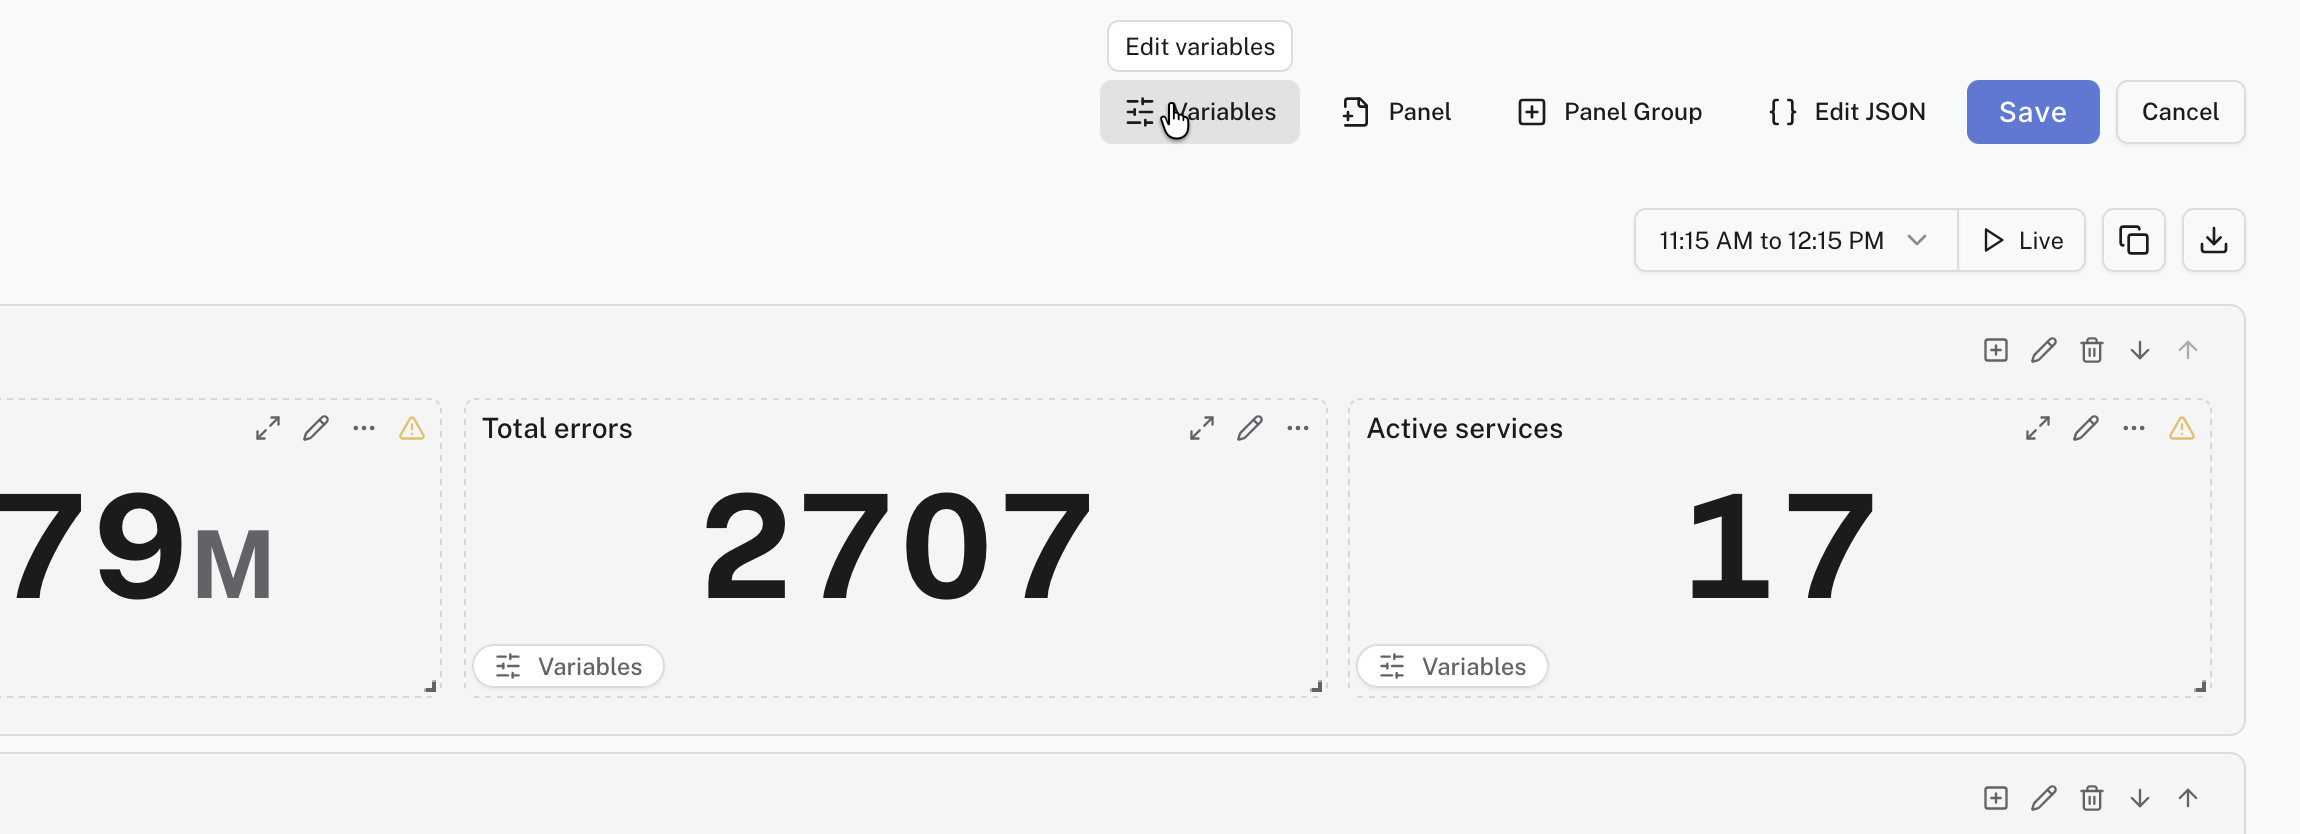 Edit variables
Variables Panel Panel Group Edit JSON Save Cancel
11:15 AM to 12:15 PM Live
Total errors Active services
79M 2707 17
Variables Variables